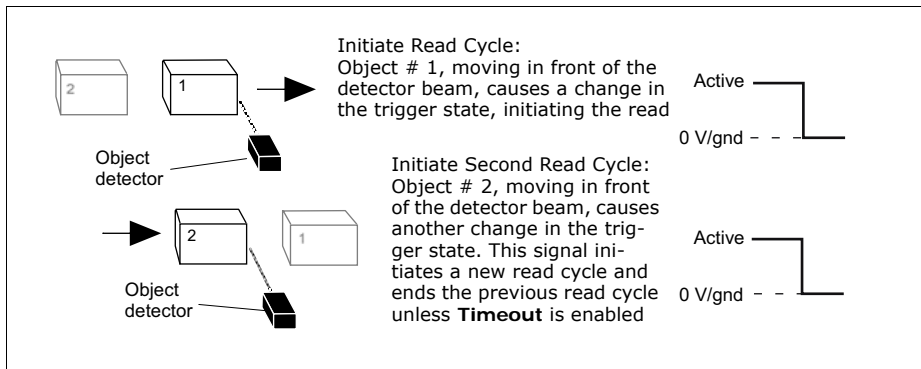 Initiate Read Cycle:
Object # 1, moving in front of the
detector beam, causes a change in
the trigger state, initiating the read
2
1
Object
detector
Active
0 V/gnd
Initiate Second Read Cycle:
Object # 2, moving in front
of the detector beam, causes
another change in the trig-
ger state. This signal ini-
tiates a new read cycle and
ends the previous read cycle
unless Timeout is enabled
2
1
Object
detector
Active
0 V/gnd